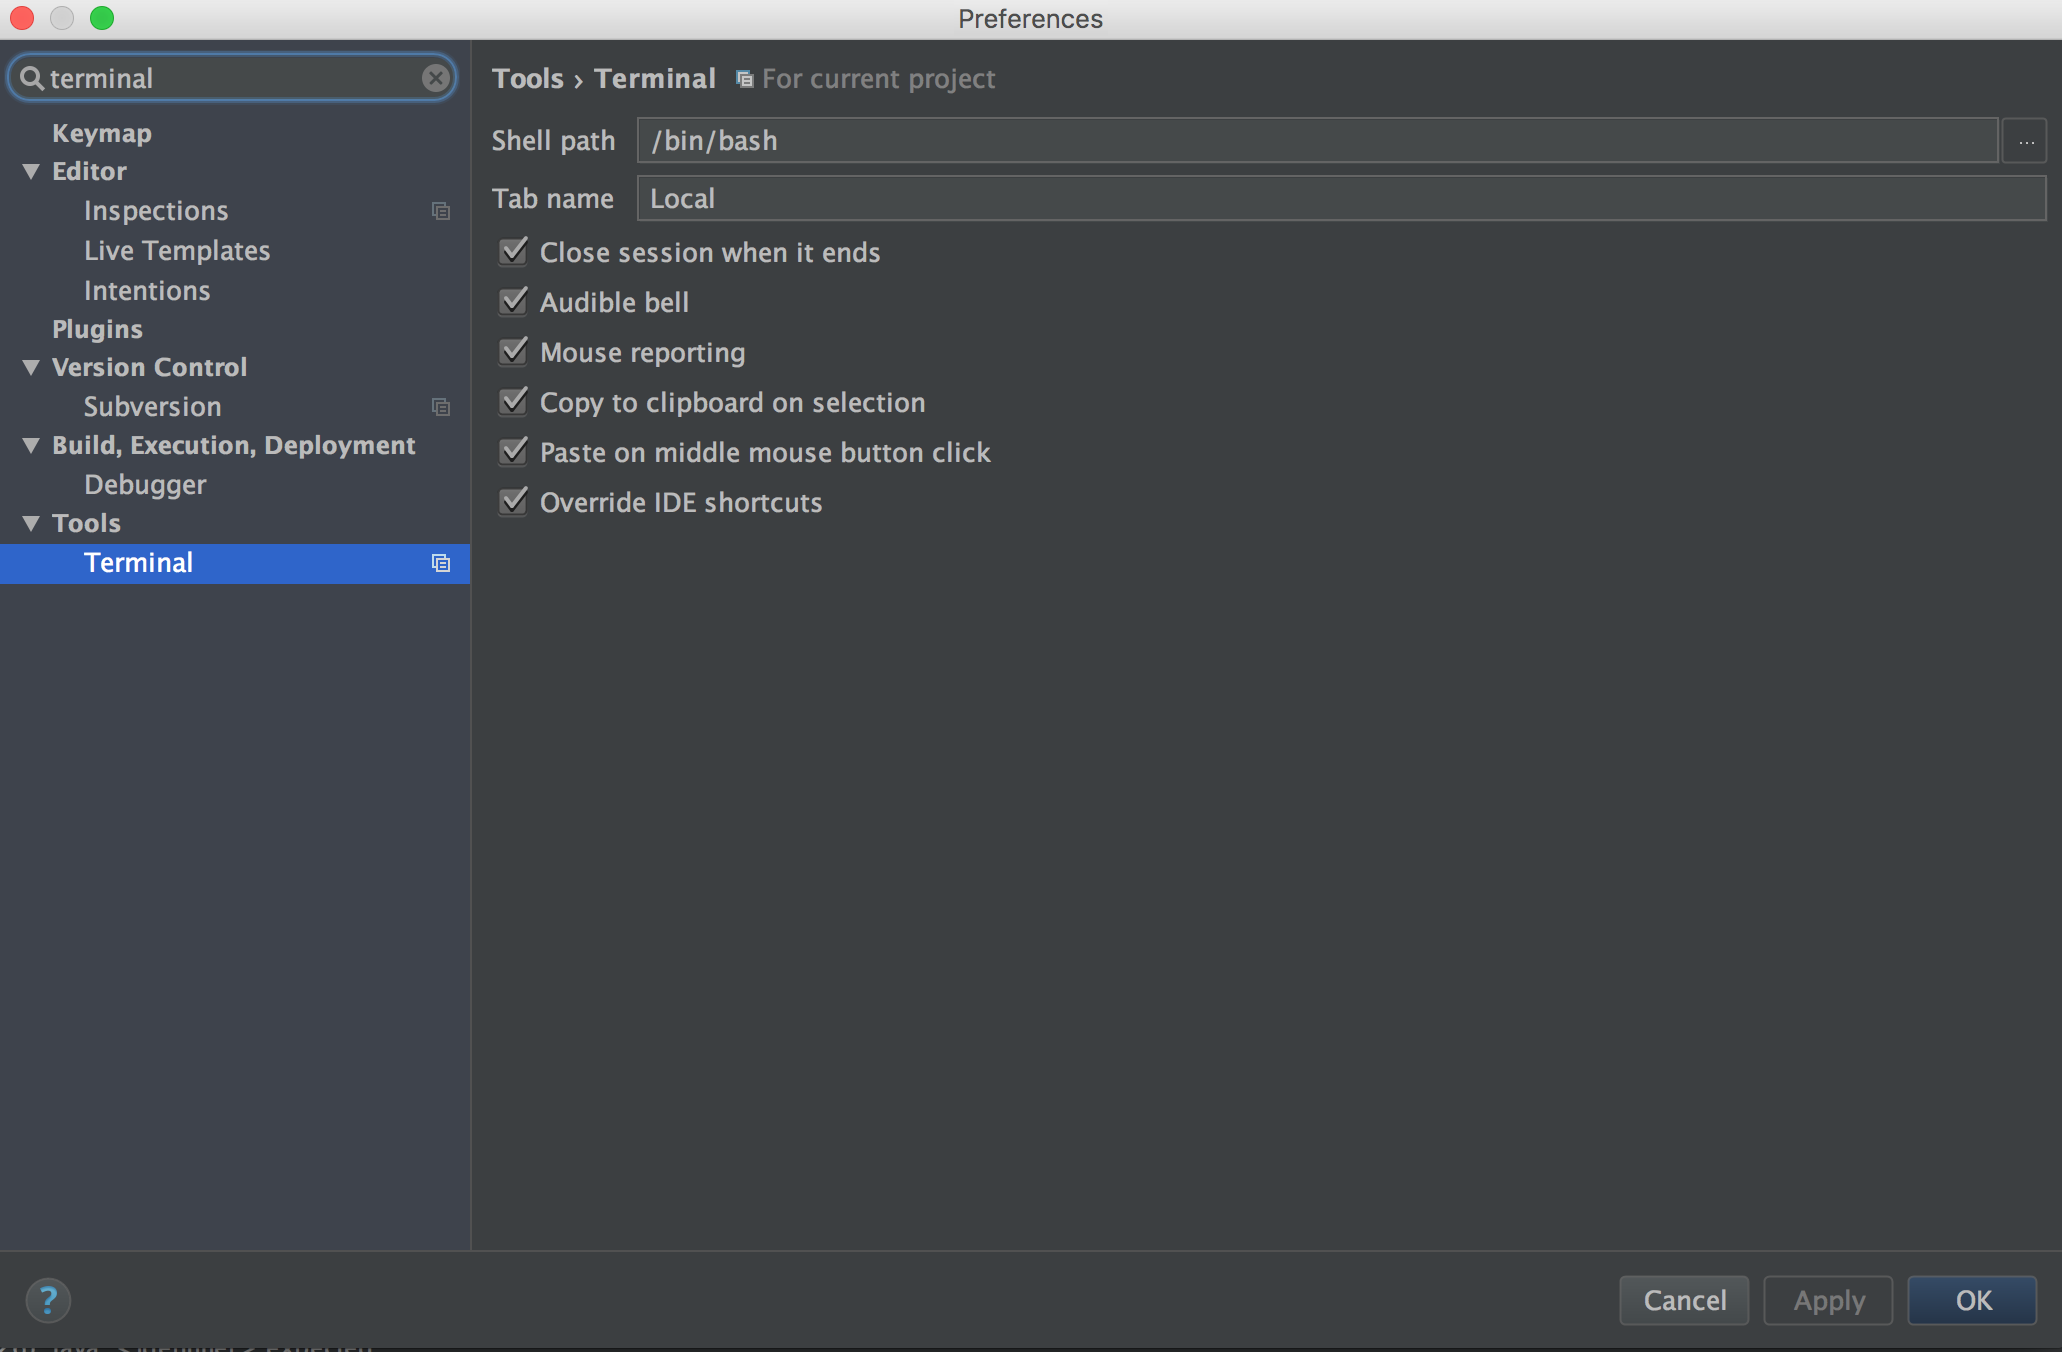 Preferences
terminal
Keymap
Editor
Inspections
Live Templates
Intentions
Plugins
Version Control
Subversion
Build, Execution, Deployment
Debugger
Tools
Terminal
Tools › Terminal For current project
Shell path /bin/bash ...
Tab name Local
Close session when it ends
Audible bell
Mouse reporting
Copy to clipboard on selection
Paste on middle mouse button click
Override IDE shortcuts
?
Cancel Apply OK